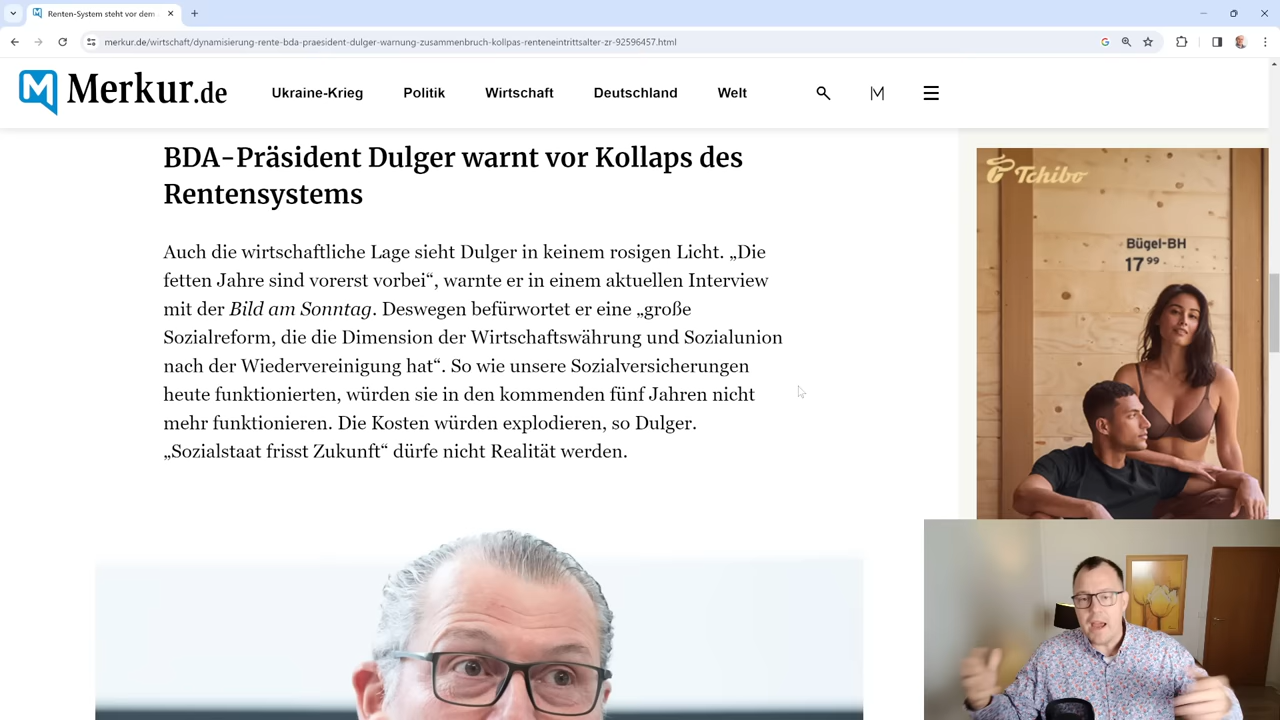 Renten-System steht vor dem
merkur.de/wirtschaft/dynamisierung-rente-bda-praesident-dulger-warnung-zusammenbruch-kollpas-renteneintrittsalter-zr-92596457.html
Merkur.de
Ukraine-Krieg
Politik
Wirtschaft
Deutschland
Welt
BDA-Präsident Dulger warnt vor Kollaps des
Rentensystems
Auch die wirtschaftliche Lage sieht Dulger in keinem rosigen Licht. „Die
fetten Jahre sind vorerst vorbei“, warnte er in einem aktuellen Interview
mit der Bild am Sonntag. Deswegen befürwortet er eine „große
Sozialreform, die die Dimension der Wirtschaftswährung und Sozialunion
nach der Wiedervereinigung hat“. So wie unsere Sozialversicherungen
heute funktionierten, würden sie in den kommenden fünf Jahren nicht
mehr funktionieren. Die Kosten würden explodieren, so Dulger.
„Sozialstaat frisst Zukunft“ dürfe nicht Realität werden.
Tchibo
Bügel-BH
17 99